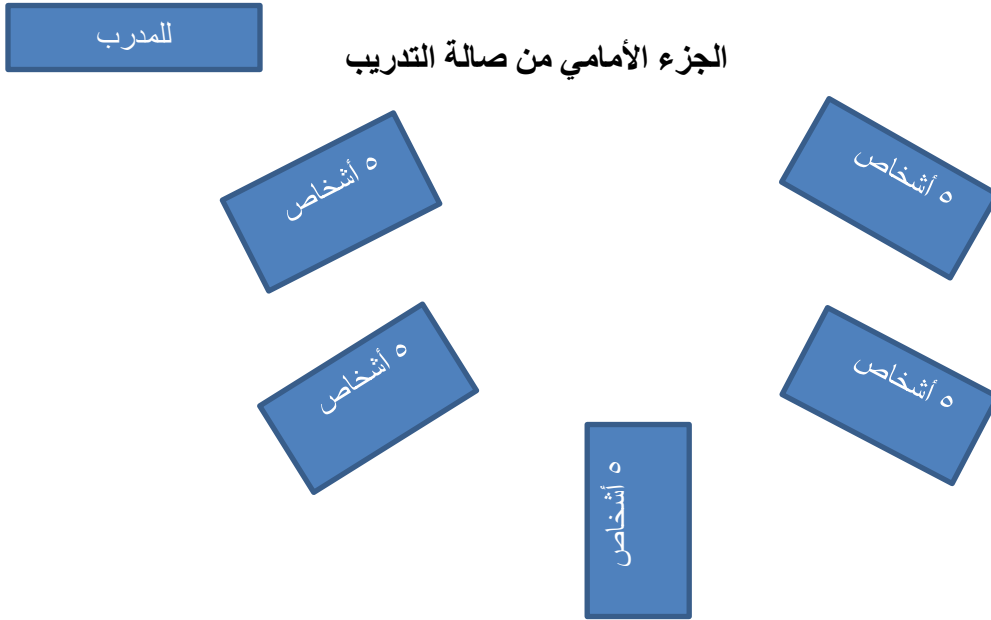 للمدرب
الجزء الأمامي من صالة التدريب
٥ أشخاص
٥ أشخاص
٥ أشخاص
٥ أشخاص
٥ أشخاص